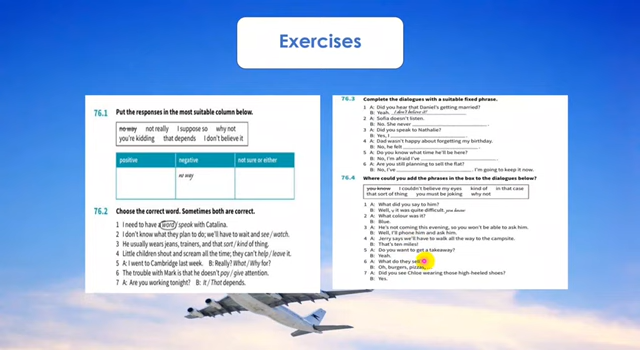 Exercises
76.1 Put the responses in the most suitable column below.
no way not really I suppose so why not
you're kidding that depends I don't believe it
positive negative not sure or either
no way
76.2 Choose the correct word. Sometimes both are correct.
1 I need to have a word / speak with Catalina.
2 I don't know what they plan to do; we'll have to wait and see / watch.
3 He usually wears jeans, trainers, and that sort / kind of thing.
4 Little children shout and scream all the time; they can't help / leave it.
5 A: I went to Cambridge last week. B: Really? What / Why for?
6 The trouble with Mark is that he doesn't pay / give attention.
7 A: Are you working tonight? B: It / That depends.
76.3 Complete the dialogues with a suitable fixed phrase.
1 A: Did you hear that Daniel's getting married?
B: Yeah. I don't believe it!
2 A: Sofia doesn't listen.
B: No. She never
3 A: Did you speak to Nathalie?
B: Yes, I
4 A: Dad wasn't happy about forgetting my birthday.
B: No, he felt
5 A: Do you know what time he'll be here?
B: No, I'm afraid I've
6 A: Are you still planning to sell the flat?
B: No, I've . I'm going to keep it now.
76.4 Where could you add the phrases in the box to the dialogues below?
you know I couldn't believe my eyes kind of in that case
that sort of thing you must be joking why not
1 A: What did you say to him?
B: Well, it was quite difficult. you know
2 A: What colour was it?
B: Blue.
3 A: He's not coming this evening, so you won't be able to ask him.
B: Well, I'll phone him and ask him.
4 A: Jerry says we'll have to walk all the way to the campsite.
B: That's ten miles!
5 A: Do you want to get a takeaway?
B: Yeah.
6 A: What do they sell
B: Oh, burgers, pizzas,
7 A: Did you see Chloe wearing those high-heeled shoes?
B: Yes.